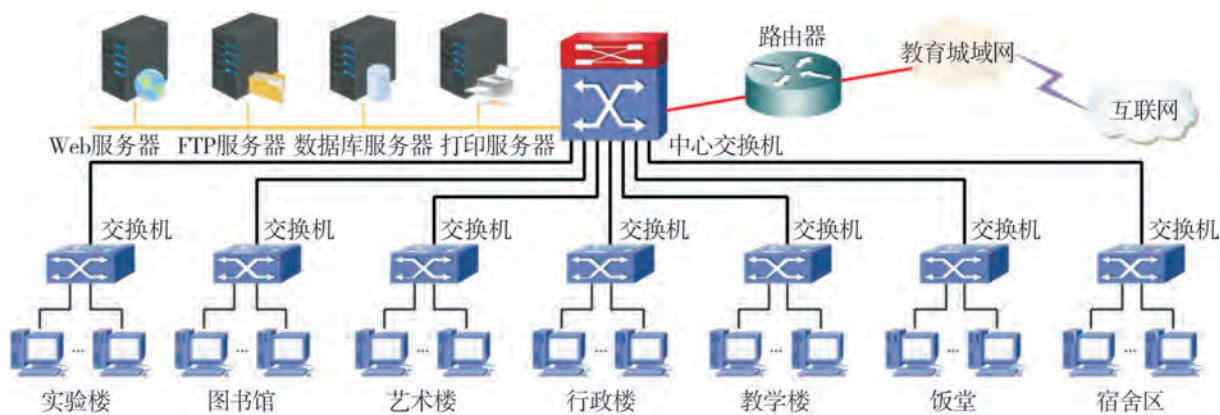 路由器
教育城域网
互联网
Web服务器 FTP服务器 数据库服务器 打印服务器 中心交换机
交换机 交换机 交换机 交换机 交换机 交换机 交换机
... ... ... ... ... ... ...
实验楼 图书馆 艺术楼 行政楼 教学楼 饭堂 宿舍区